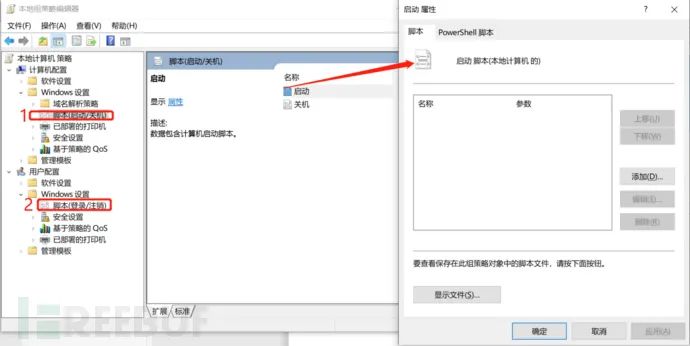 本地组策略编辑器
文件(F) 操作(A) 查看(V) 帮助(H)
本地计算机 策略
计算机配置
软件设置
Windows 设置
域名解析策略
1
脚本(启动/关机)
已部署的打印机
安全设置
基于策略的 QoS
管理模板
用户配置
软件设置
Windows 设置
2
脚本(登录/注销)
安全设置
基于策略的 QoS
已部署的打印机
管理模板
脚本(启动/关机)
启动
显示 属性
描述:
数据包含计算机启动脚本。
名称
启动
关机
扩展 标准
启动 属性
脚本 PowerShell 脚本
启动 脚本(本地计算机 的)
名称 参数
上移(U)
下移(W)
添加(D)...
编辑(E)...
删除(R)
要查看保存在此组策略对象中的脚本文件，请按下面按钮。
显示文件(S)...
确定 取消 应用(A)
FREEBUF